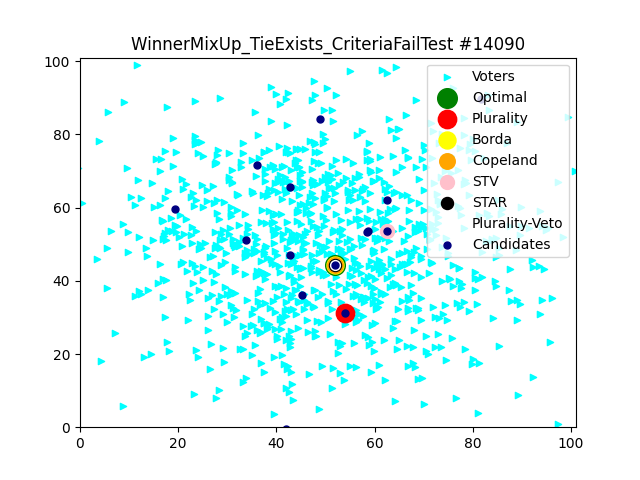 WinnerMixUp_TieExists_CriteriaFailTest #14090
100
80
60
40
20
0
0
20
40
60
80
100
Voters
Optimal
Plurality
Borda
Copeland
STV
STAR
Plurality-Veto
Candidates